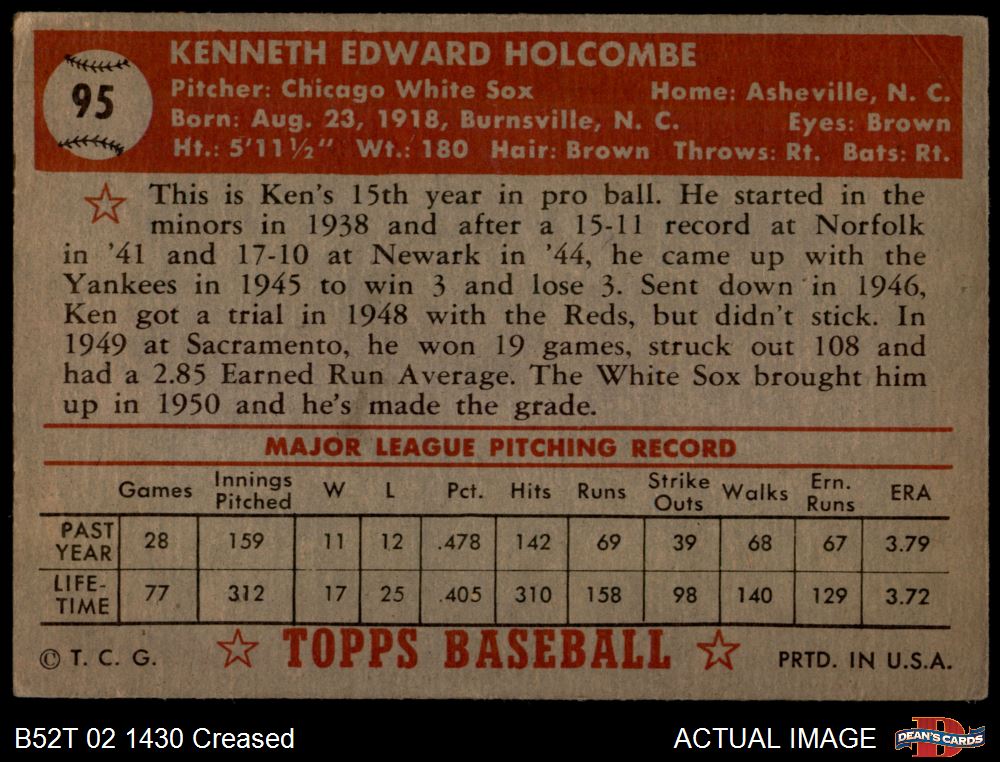 95
KENNETH EDWARD HOLCOMBE
Pitcher: Chicago White Sox Home: Asheville, N. C.
Born: Aug. 23, 1918, Burnsville, N. C. Eyes: Brown
Ht.: 5'11½" Wt.: 180 Hair: Brown Throws: Rt. Bats: Rt.
This is Ken's 15th year in pro ball. He started in the
minors in 1938 and after a 15-11 record at Norfolk
in '41 and 17-10 at Newark in '44, he came up with the
Yankees in 1945 to win 3 and lose 3. Sent down in 1946,
Ken got a trial in 1948 with the Reds, but didn't stick. In
1949 at Sacramento, he won 19 games, struck out 108 and
had a 2.85 Earned Run Average. The White Sox brought him
up in 1950 and he's made the grade.
MAJOR LEAGUE PITCHING RECORD
Games Innings Pitched W L Pct. Hits Runs Strike Outs Walks Ern. Runs ERA
PAST YEAR 28 159 11 12 .478 142 69 39 68 67 3.79
LIFE-TIME 77 312 17 25 .405 310 158 98 140 129 3.72
© T. C. G. TOPPS BASEBALL PRTD. IN U.S.A.
B52T 02 1430 Creased ACTUAL IMAGE DEAN'S CARDS